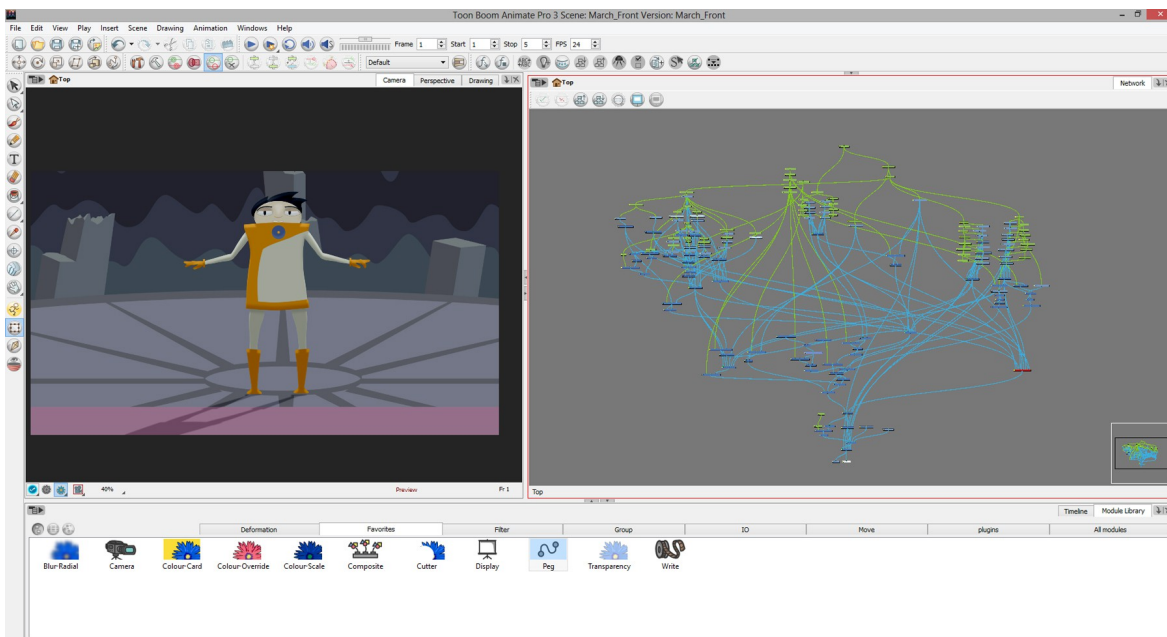 Toon Boom Animate Pro 3 Scene: March_Front Version: March_Front
File Edit View Play Insert Scene Drawing Animation Windows Help
Frame 1 Start 1 Stop 5 FPS 24
Default
Top Camera Perspective Drawing
Top Network
40% Preview Fr 1
Top
Timeline Module Library
Deformation Favorites Filter Group IO Move plugins All modules
Blur-Radial Camera Colour-Card Colour-Override Colour-Scale Composite Cutter Display Peg Transparency Write